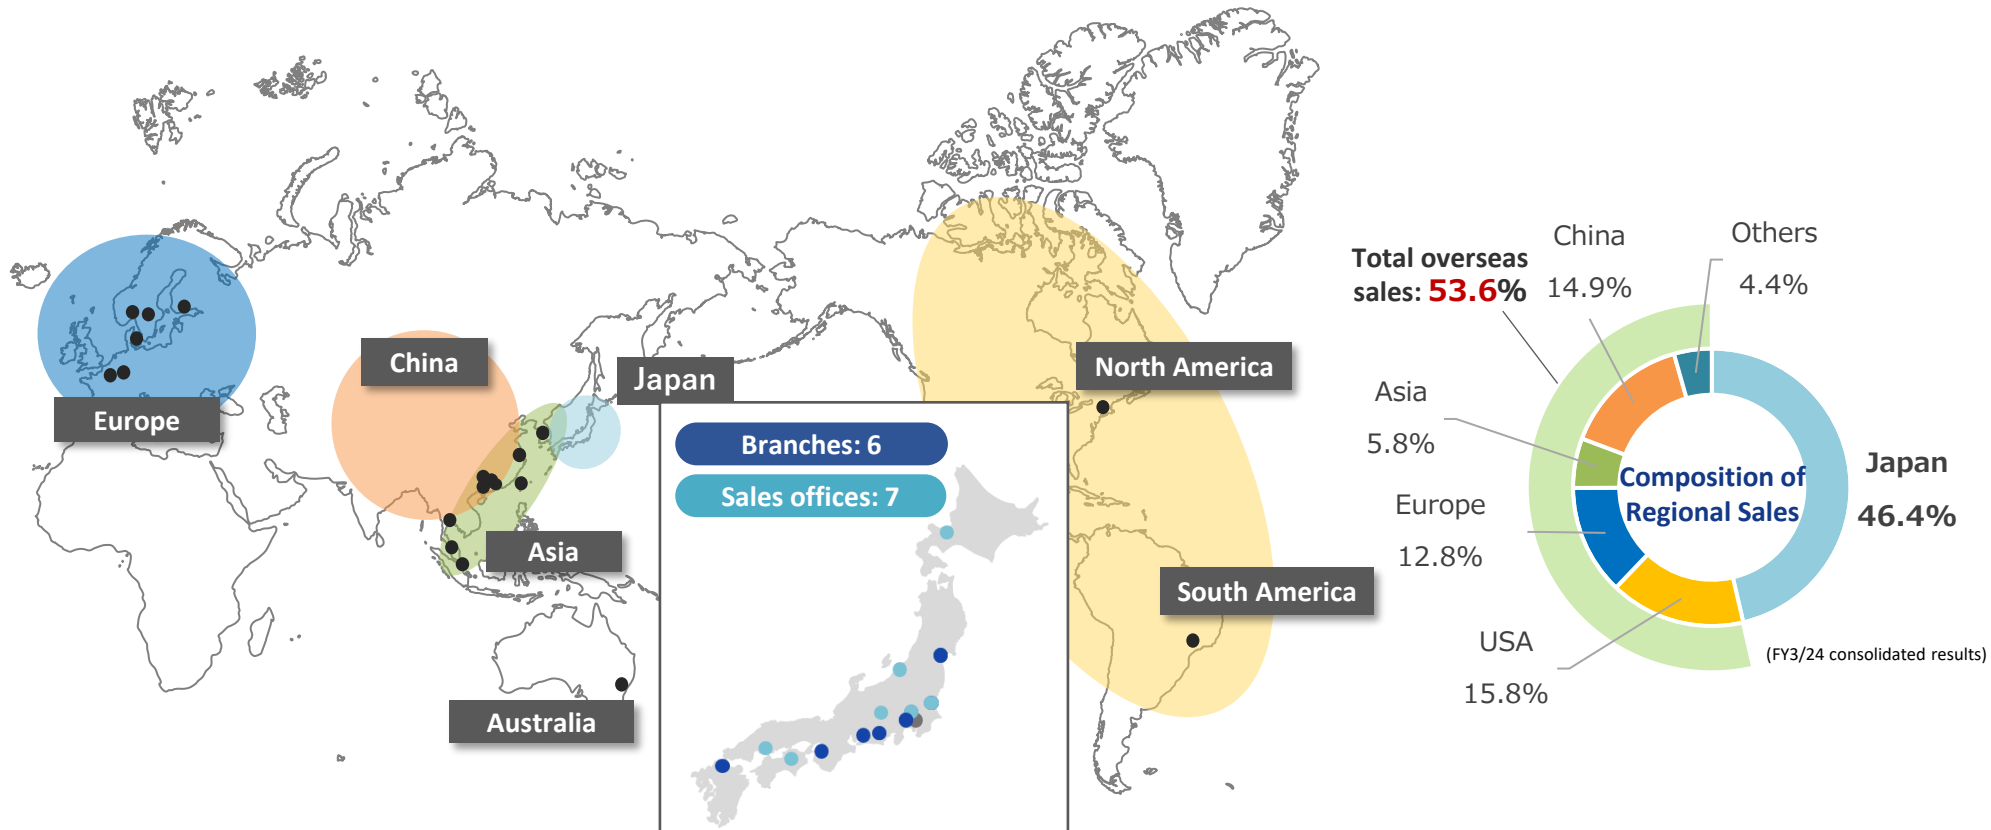 Europe
China
Japan
Asia
Australia
North America
South America
Branches: 6
Sales offices: 7
Total overseas
sales: 53.6%
China
14.9%
Others
4.4%
Asia
5.8%
Europe
12.8%
USA
15.8%
Japan
46.4%
Composition of
Regional Sales
(FY3/24 consolidated results)